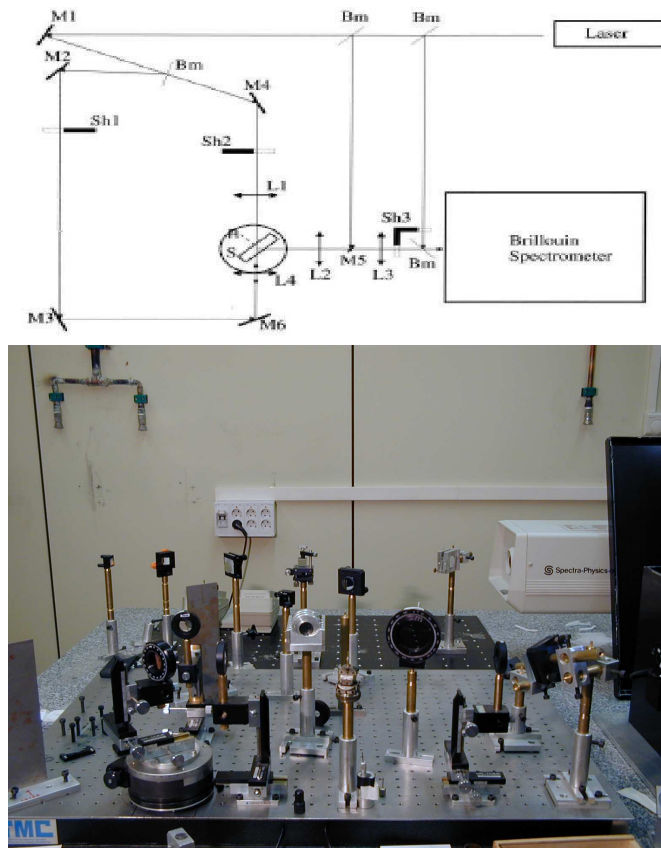 M1
Bm
Bm
Laser
M2
Bm
M4
Sh1
Sh2
L1
Sh3
S
Brillouin
Spectrometer
L2
M5
L3
Bm
L4
M3
M6
Spectra-Physics
TMC